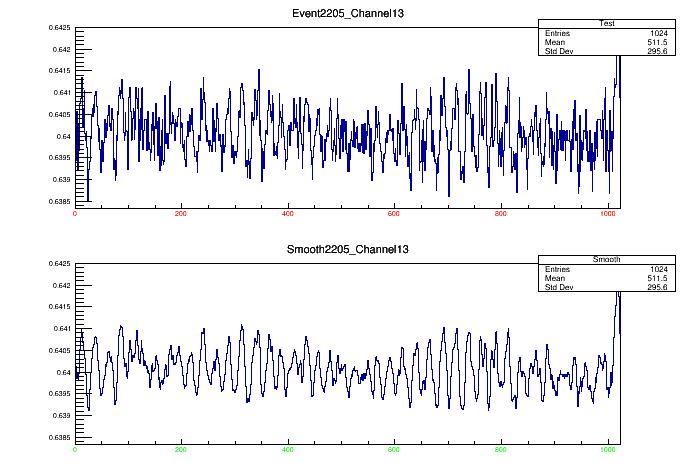 Event2205_Channel13
Test
Entries 1024
Mean 511.5
Std Dev 295.6
0.6425
0.642
0.6415
0.641
0.6405
0.64
0.6395
0.639
0.6385
0 200 400 600 800 1000
Smooth2205_Channel13
Smooth
Entries 1024
Mean 511.5
Std Dev 295.6
0.6425
0.642
0.6415
0.641
0.6405
0.64
0.6395
0.639
0.6385
0 200 400 600 800 1000